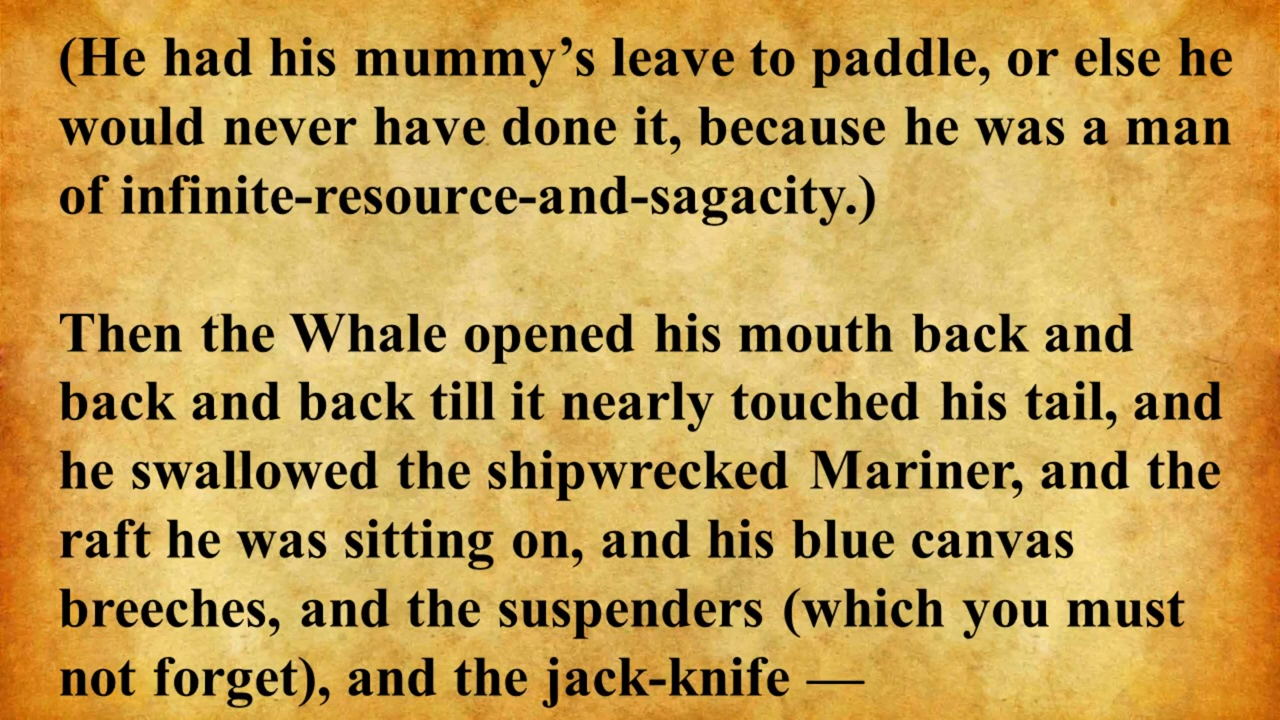 (He had his mummy’s leave to paddle, or else he
would never have done it, because he was a man
of infinite-resource-and-sagacity.)
Then the Whale opened his mouth back and
back and back till it nearly touched his tail, and
he swallowed the shipwrecked Mariner, and the
raft he was sitting on, and his blue canvas
breeches, and the suspenders (which you must
not forget), and the jack-knife —